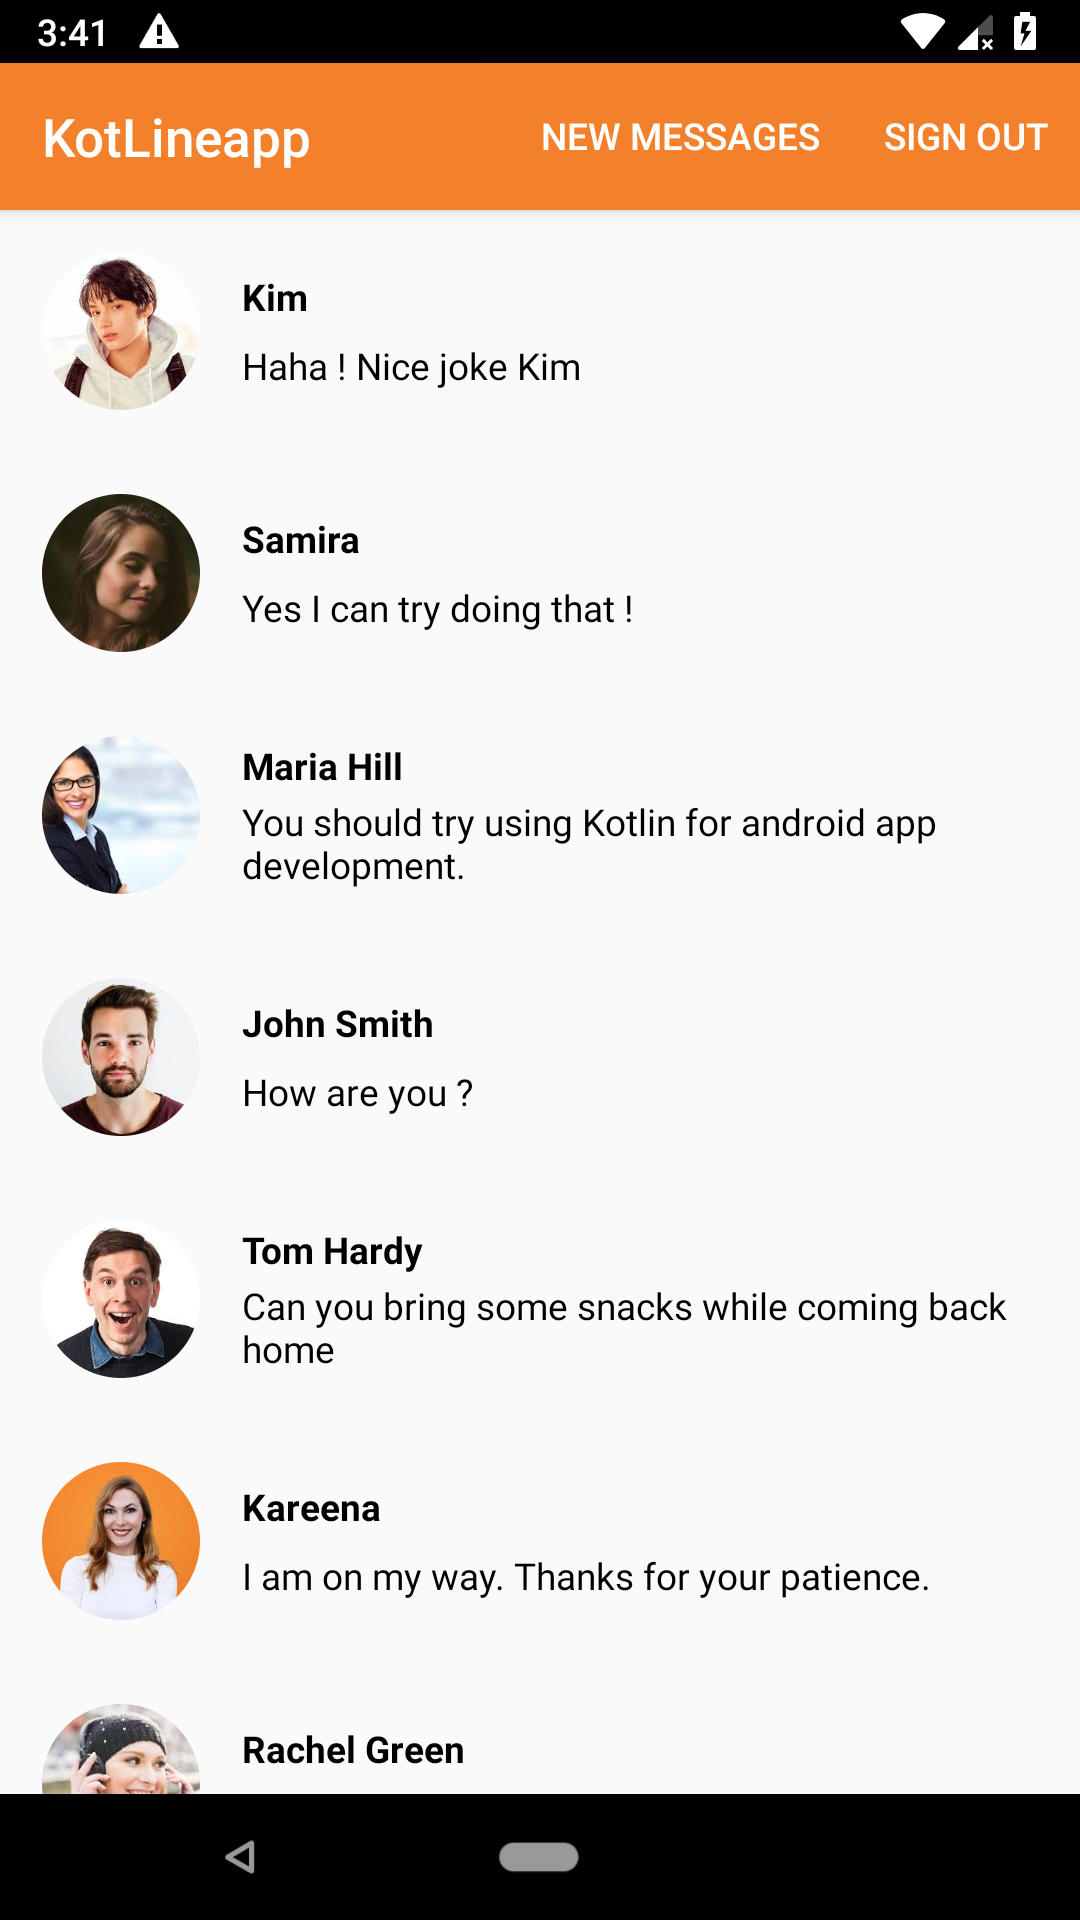 3:41
KotLineapp NEW MESSAGES SIGN OUT
Kim
Haha ! Nice joke Kim
Samira
Yes I can try doing that !
Maria Hill
You should try using Kotlin for android app
development.
John Smith
How are you ?
Tom Hardy
Can you bring some snacks while coming back
home
Kareena
I am on my way. Thanks for your patience.
Rachel Green